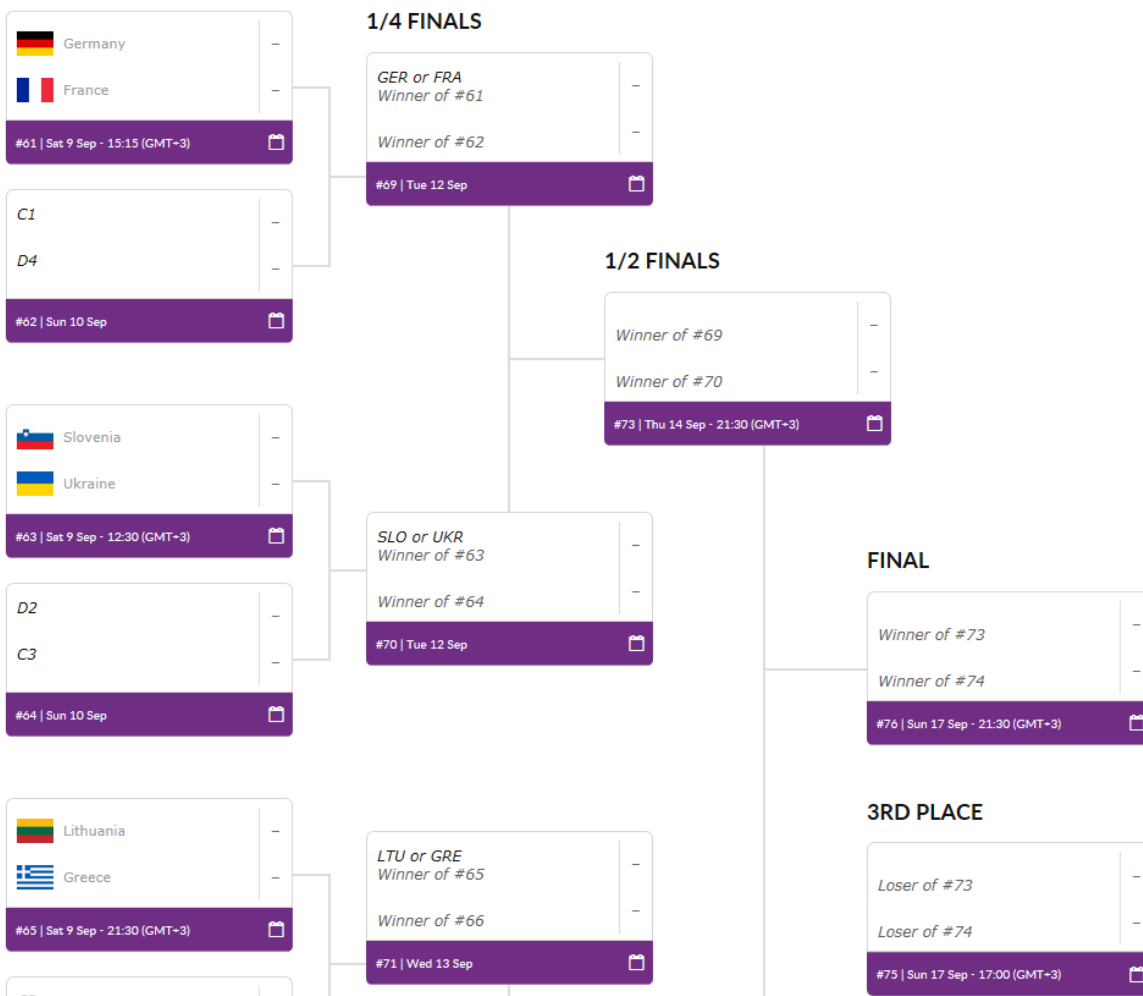 Germany –
France –
#61 | Sat 9 Sep - 15:15 (GMT+3)
C1 –
D4 –
#62 | Sun 10 Sep
Slovenia –
Ukraine –
#63 | Sat 9 Sep - 12:30 (GMT+3)
D2 –
C3 –
#64 | Sun 10 Sep
Lithuania –
Greece –
#65 | Sat 9 Sep - 21:30 (GMT+3)
1/4 FINALS
GER or FRA
Winner of #61 –
Winner of #62 –
#69 | Tue 12 Sep
SLO or UKR
Winner of #63 –
Winner of #64 –
#70 | Tue 12 Sep
LTU or GRE
Winner of #65 –
Winner of #66 –
#71 | Wed 13 Sep
1/2 FINALS
Winner of #69 –
Winner of #70 –
#73 | Thu 14 Sep - 21:30 (GMT+3)
FINAL
Winner of #73 –
Winner of #74 –
#76 | Sun 17 Sep - 21:30 (GMT+3)
3RD PLACE
Loser of #73 –
Loser of #74 –
#75 | Sun 17 Sep - 17:00 (GMT+3)